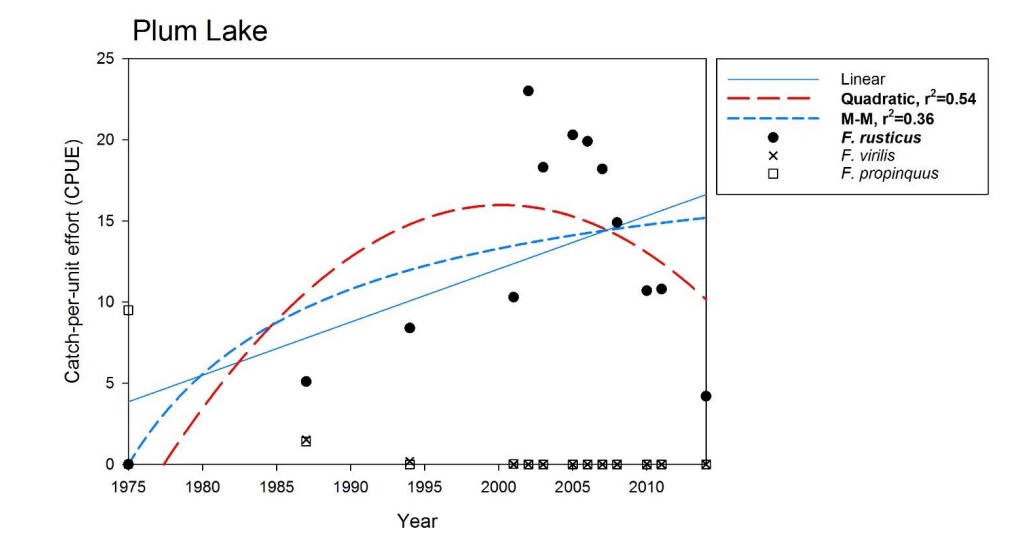 Plum Lake
25
20
15
10
5
0
Catch-per-unit effort (CPUE)
1975 1980 1985 1990 1995 2000 2005 2010
Year
Linear
Quadratic, r²=0.54
M-M, r²=0.36
F. rusticus
F. virilis
F. propinquus